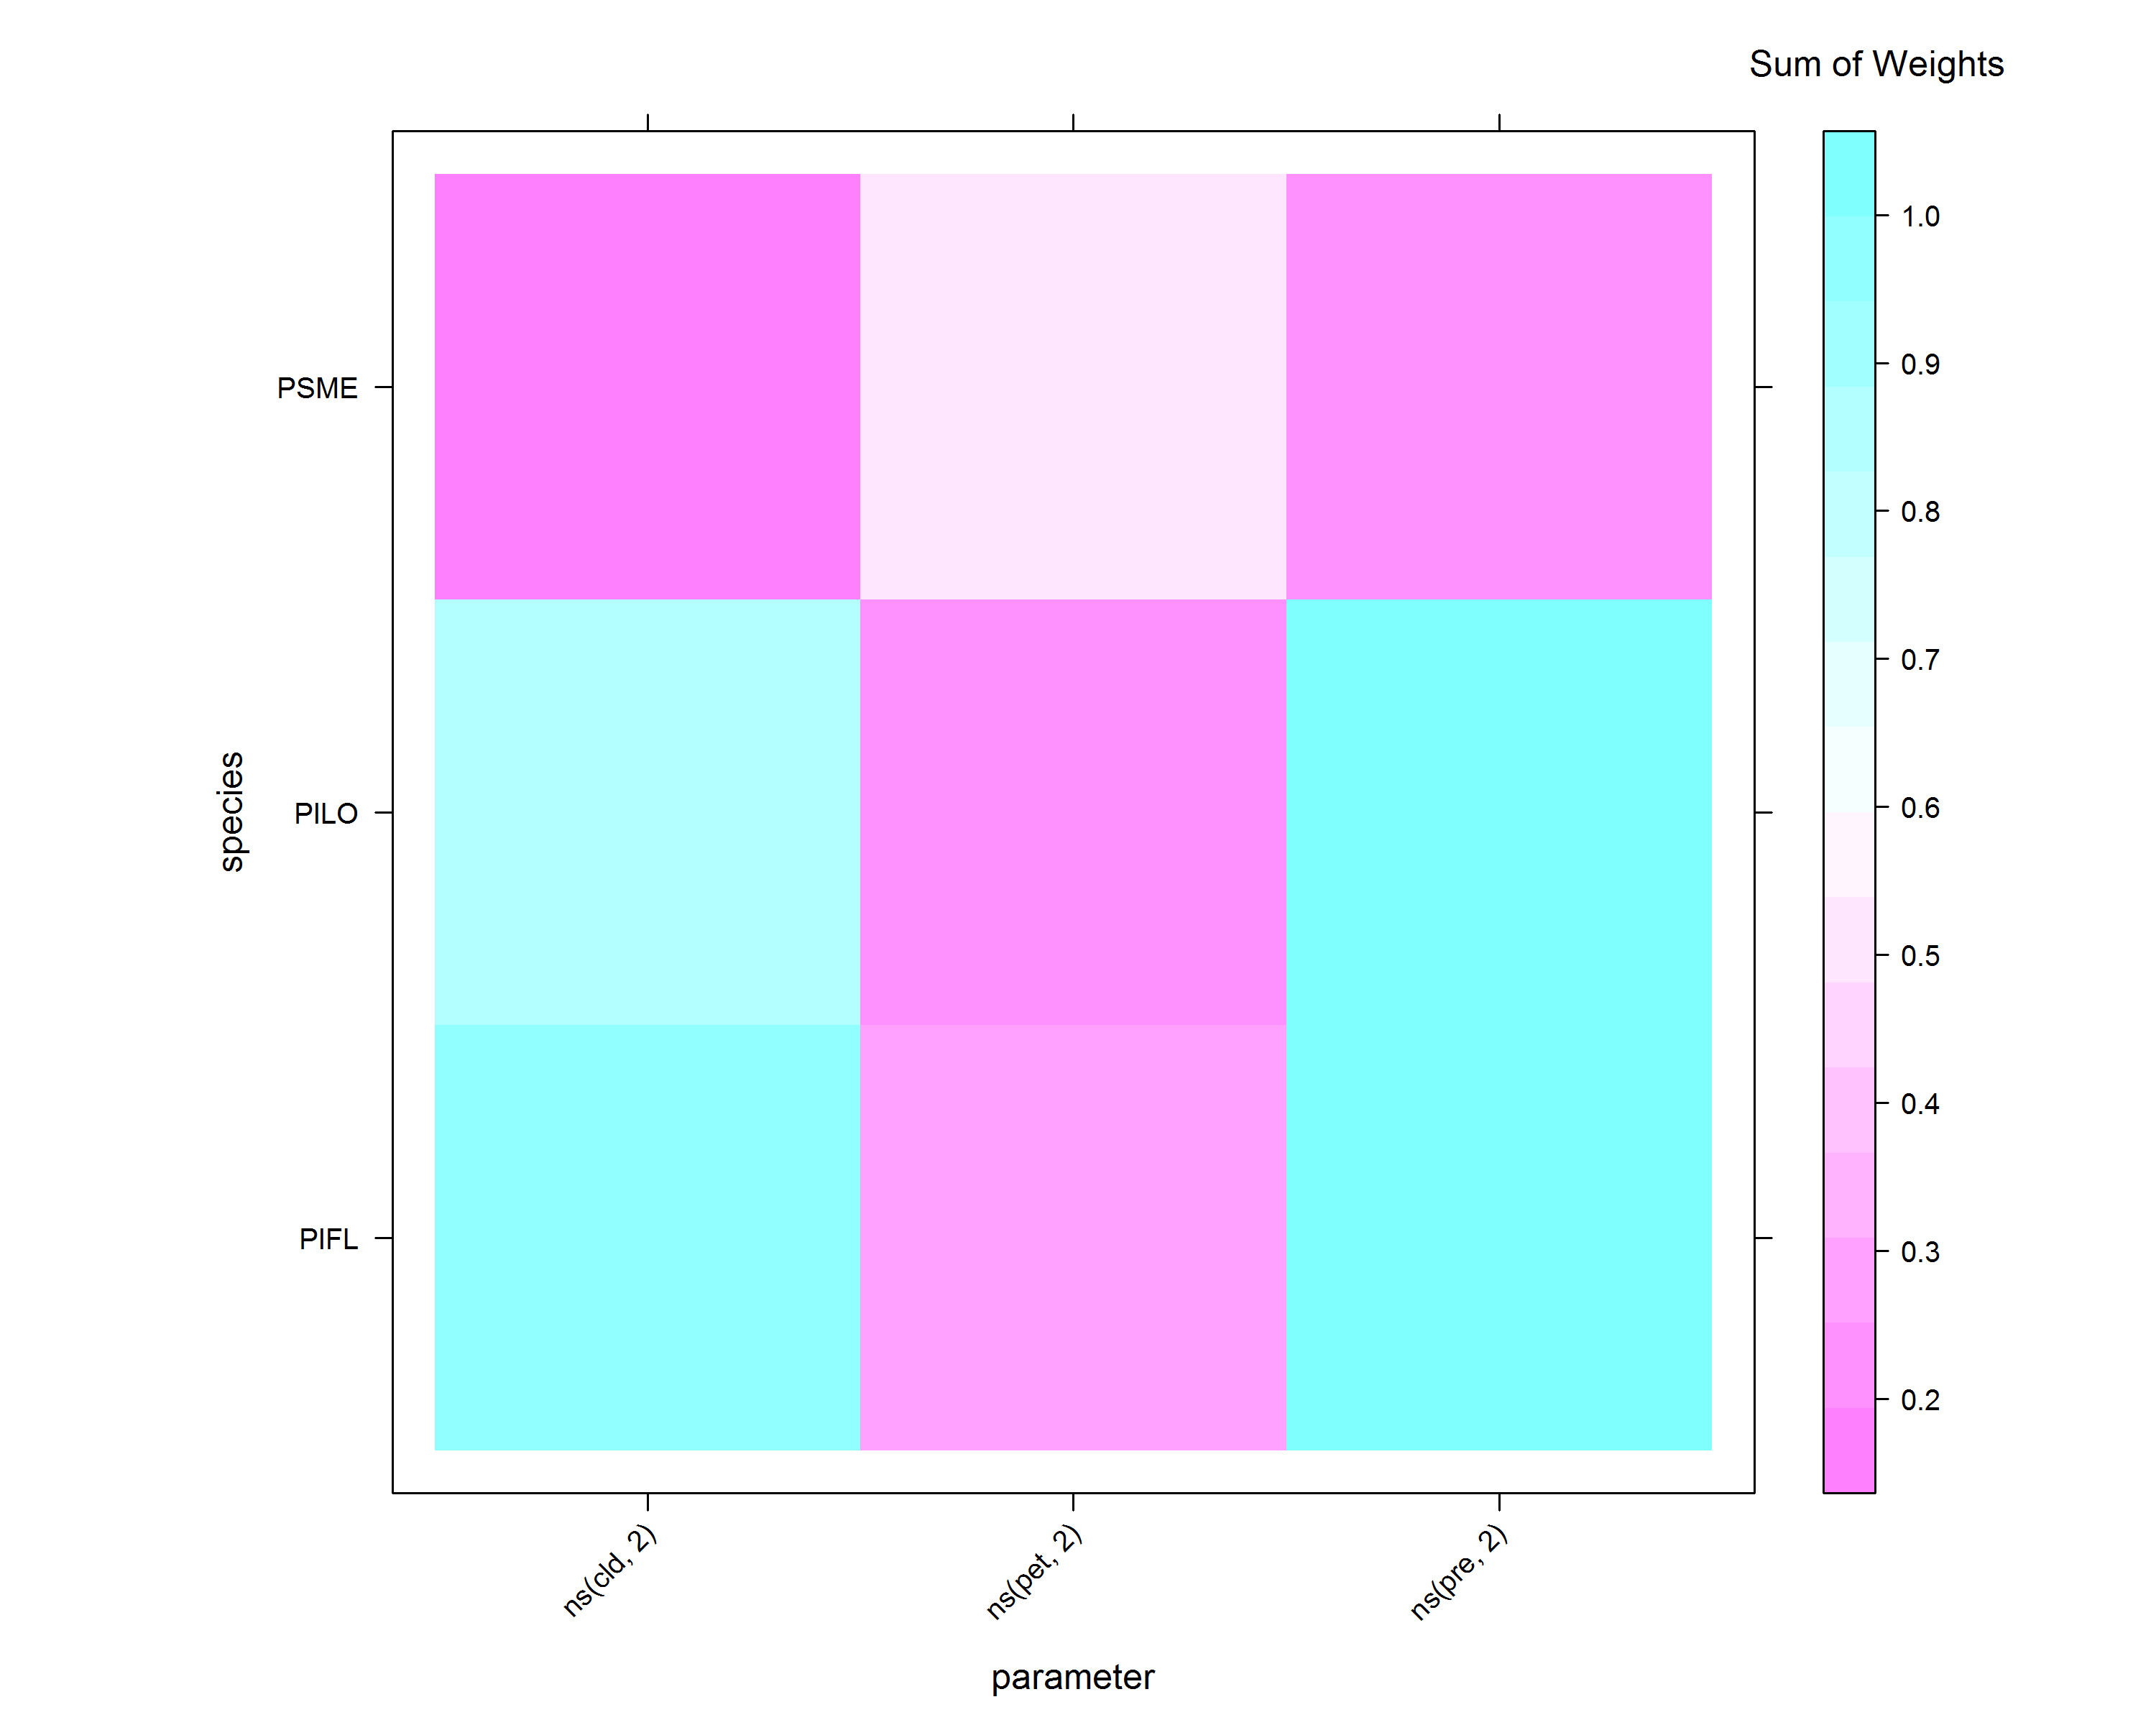 Sum of Weights
1.0
0.9
0.8
0.7
0.6
0.5
0.4
0.3
0.2
species
PSME
PILO
PIFL
ns(cld, 2)
ns(pet, 2)
ns(pre, 2)
parameter